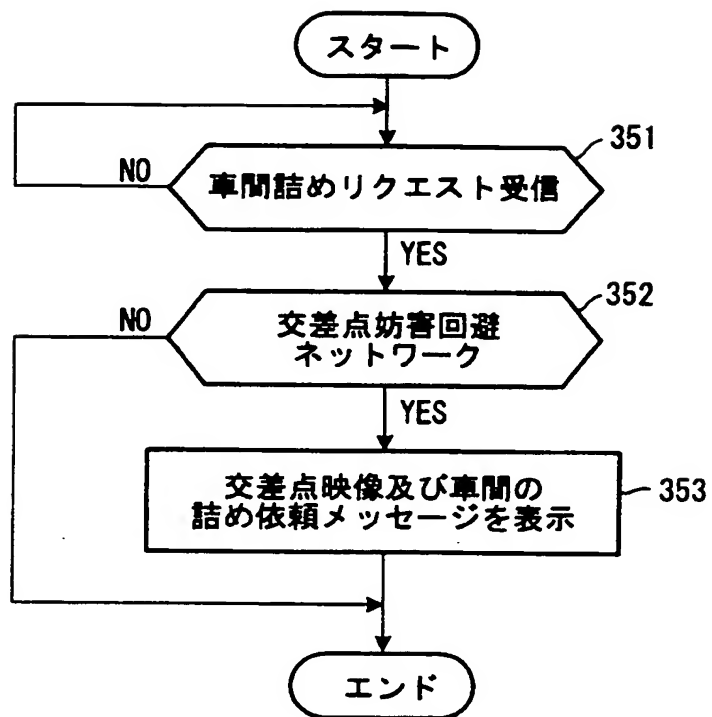 スタート
351
NO
車間詰めリクエスト受信
YES
352
NO
交差点妨害回避
ネットワーク
YES
交差点映像及び車間の
詰め依頼メッセージを表示
353
エンド